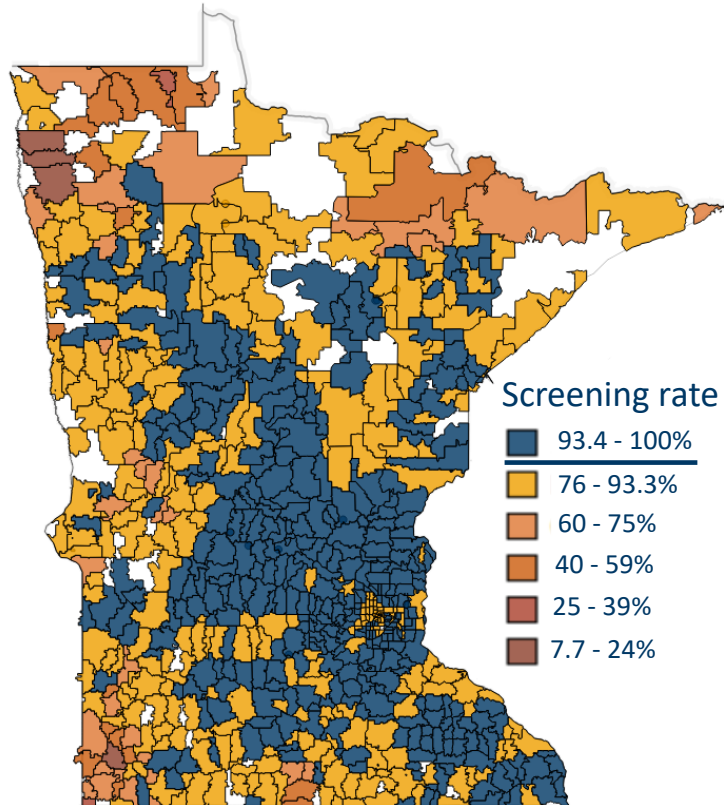 Screening rate
93.4 - 100%
76 - 93.3%
60 - 75%
40 - 59%
25 - 39%
7.7 - 24%